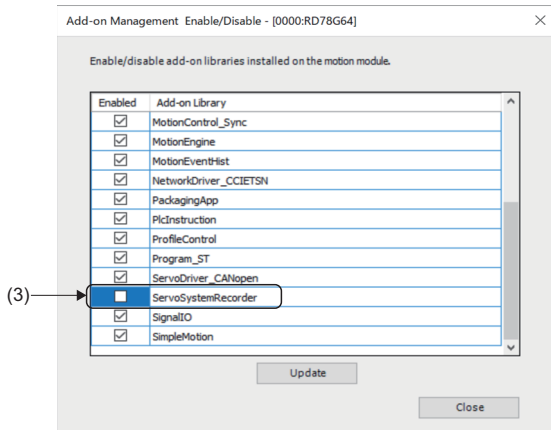 Add-on Management Enable/Disable - [0000:RD78G64]
Enable/disable add-on libraries installed on the motion module.
Enabled Add-on Library
MotionControl_Sync
MotionEngine
MotionEventHist
NetworkDriver_CCIETSN
PackagingApp
PlcInstruction
ProfileControl
Program_ST
ServoDriver_CANopen
(3) ServoSystemRecorder
SignalIO
SimpleMotion
Update
Close